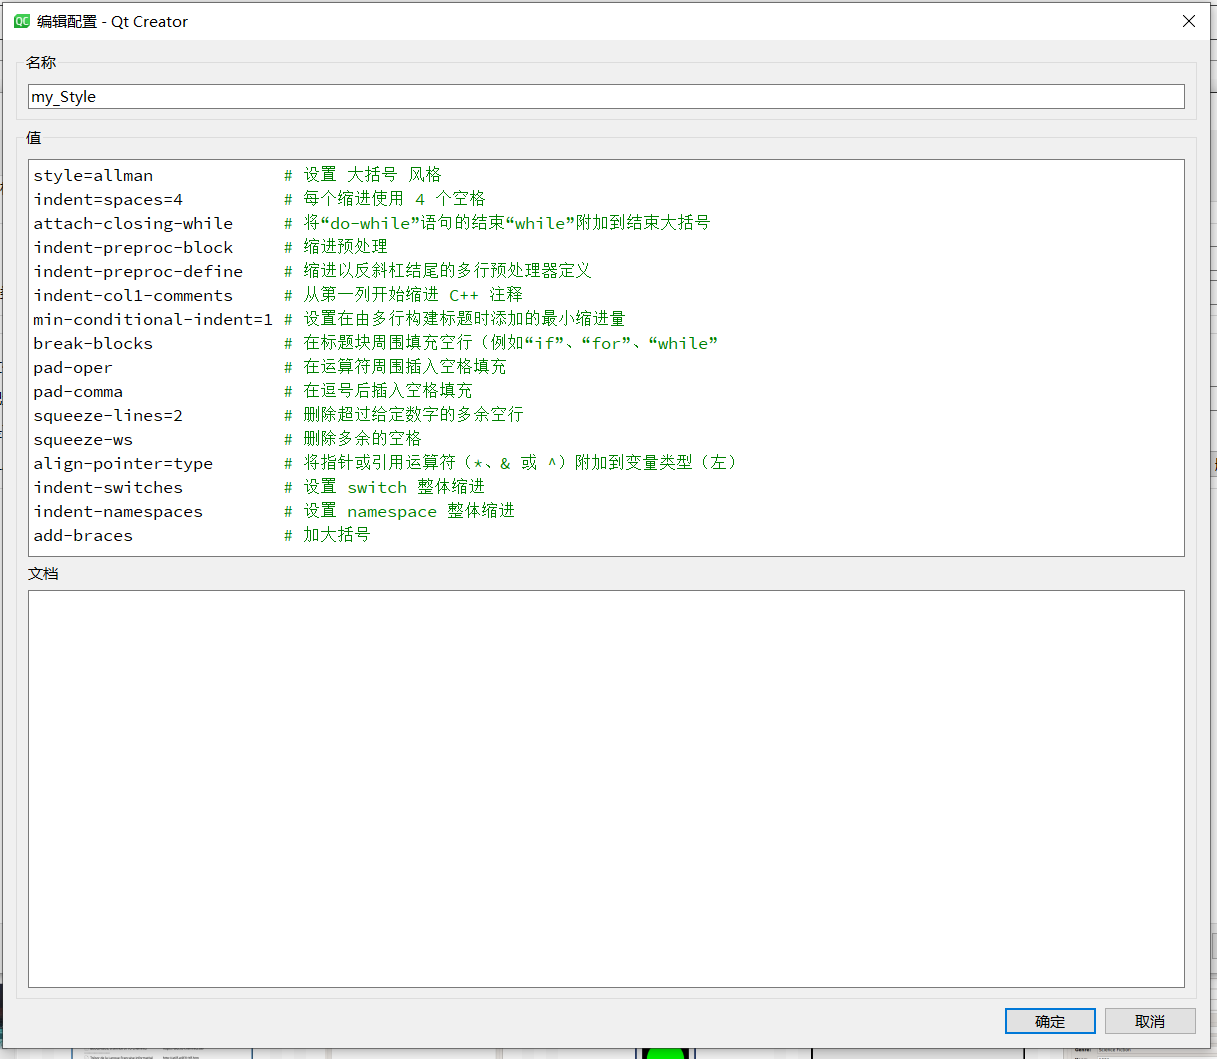 编辑配置 - Qt Creator
名称
my_Style
值
style=allman # 设置 大括号 风格
indent=spaces=4 # 每个缩进使用 4 个空格
attach-closing-while # 将“do-while”语句的结束“while”附加到结束大括号
indent-preproc-block # 缩进预处理
indent-preproc-define # 缩进以反斜杠结尾的多行预处理器定义
indent-col1-comments # 从第一列开始缩进 C++ 注释
min-conditional-indent=1 # 设置在由多行构建标题时添加的最小缩进量
break-blocks # 在标题块周围填充空行（例如“if”、“for”、“while”
pad-oper # 在运算符周围插入空格填充
pad-comma # 在逗号后插入空格填充
squeeze-lines=2 # 删除超过给定数字的多余空行
squeeze-ws # 删除多余的空格
align-pointer=type # 将指针或引用运算符（*、& 或 ^）附加到变量类型（左）
indent-switches # 设置 switch 整体缩进
indent-namespaces # 设置 namespace 整体缩进
add-braces # 加大括号
文档
确定 取消